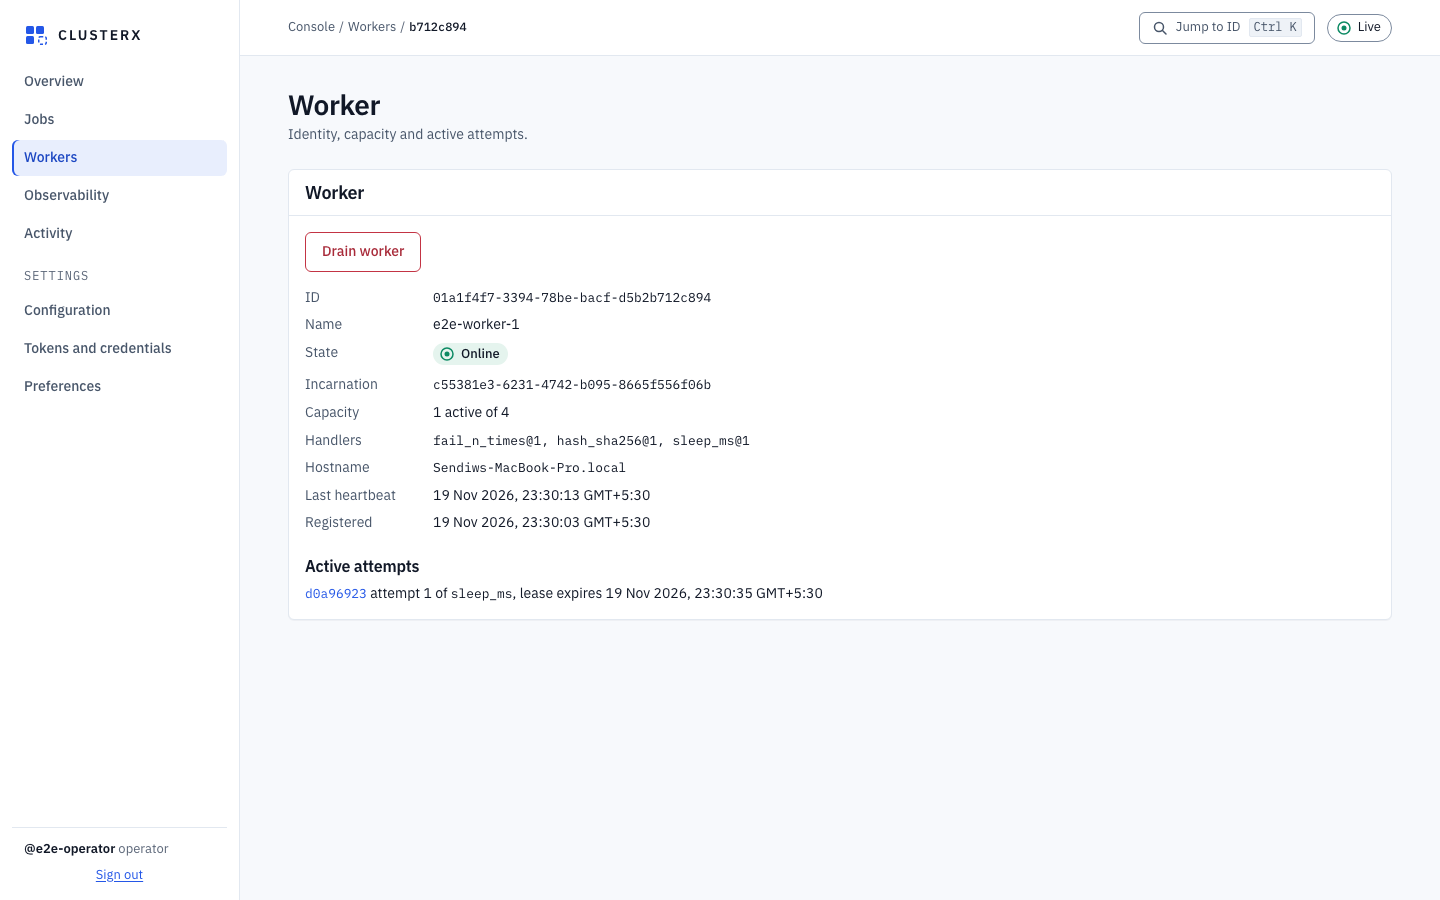 CLUSTERX
Overview
Jobs
Workers
Observability
Activity
SETTINGS
Configuration
Tokens and credentials
Preferences
@e2e-operator operator
Sign out
Console / Workers / b712c894
Jump to ID Ctrl K
Live
Worker
Identity, capacity and active attempts.
Worker
Drain worker
ID 01a1f4f7-3394-78be-bacf-d5b2b712c894
Name e2e-worker-1
State Online
Incarnation c55381e3-6231-4742-b095-8665f556f06b
Capacity 1 active of 4
Handlers fail_n_times@1, hash_sha256@1, sleep_ms@1
Hostname Sendiws-MacBook-Pro.local
Last heartbeat 19 Nov 2026, 23:30:13 GMT+5:30
Registered 19 Nov 2026, 23:30:03 GMT+5:30
Active attempts
d0a96923 attempt 1 of sleep_ms, lease expires 19 Nov 2026, 23:30:35 GMT+5:30